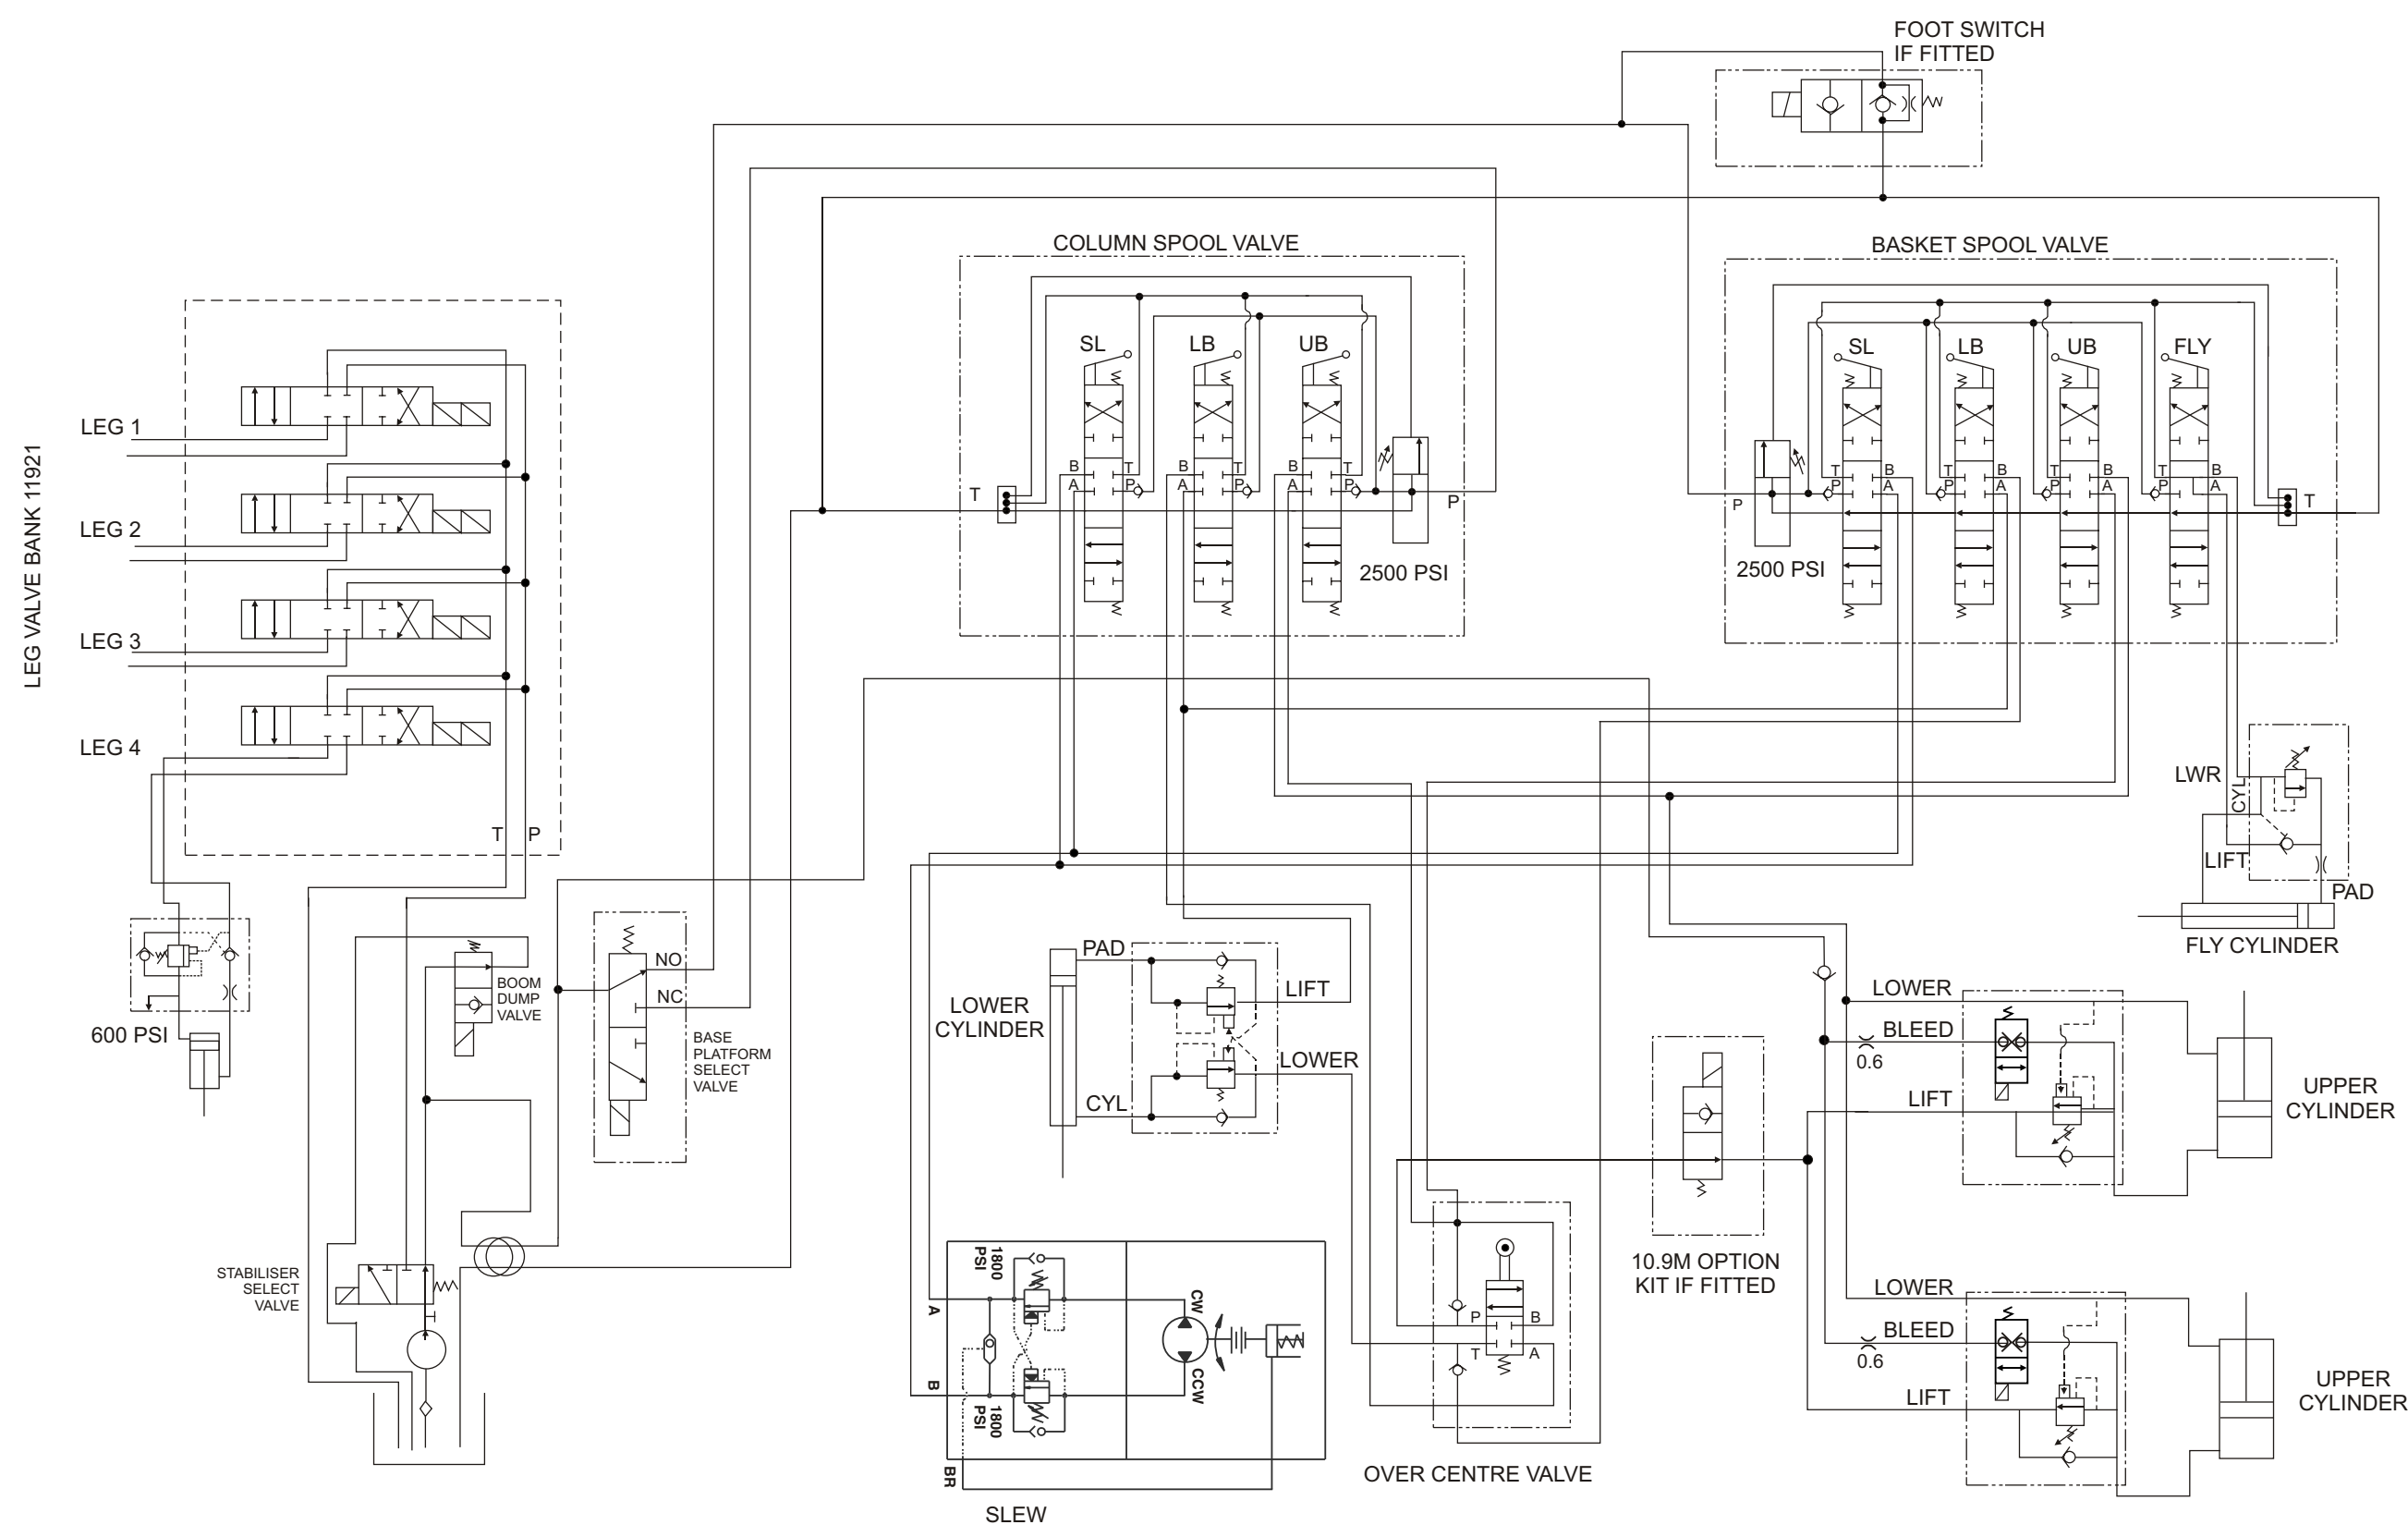 FOOT SWITCH
IF FITTED
COLUMN SPOOL VALVE
BASKET SPOOL VALVE
SL
LB
UB
SL
LB
UB
FLY
LEG VALVE BANK 11921
LEG 1
LEG 2
LEG 3
LEG 4
T
P
B
A
T
P
B
A
T
P
B
A
T
P
T
P
2500 PSI
P
2500 PSI
T
P
B
A
T
P
B
A
T
P
B
A
T
P
B
A
T
LWR
CYL
LIFT
PAD
FLY CYLINDER
600 PSI
BOOM
DUMP
VALVE
NO
NC
BASE
PLATFORM
SELECT
VALVE
STABILISER
SELECT
VALVE
PAD
LOWER
CYLINDER
CYL
LIFT
LOWER
LOWER
BLEED
0.6
LIFT
UPPER
CYLINDER
10.9M OPTION
KIT IF FITTED
LOWER
BLEED
0.6
LIFT
UPPER
CYLINDER
P
B
T
A
OVER CENTRE VALVE
1800
PSI
A
B
1800
PSI
BR
CW
CCW
SLEW